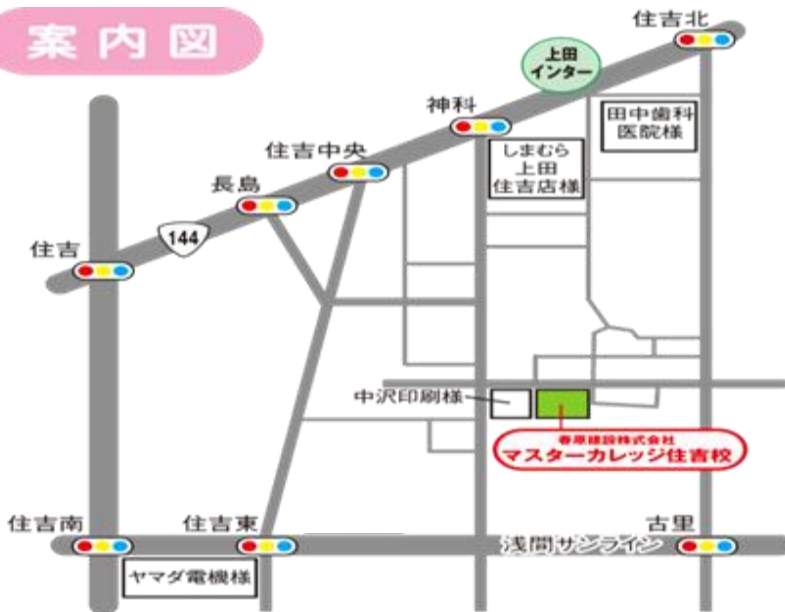 案内図
住吉北
上田
インター
神科
田中歯科
医院様
しまむら
上田
住吉店様
住吉中央
長島
144
住吉
中沢印刷様
春原建設株式会社
マスターカレッジ住吉校
住吉南
住吉東
古里
浅間サンライン
ヤマダ電機様